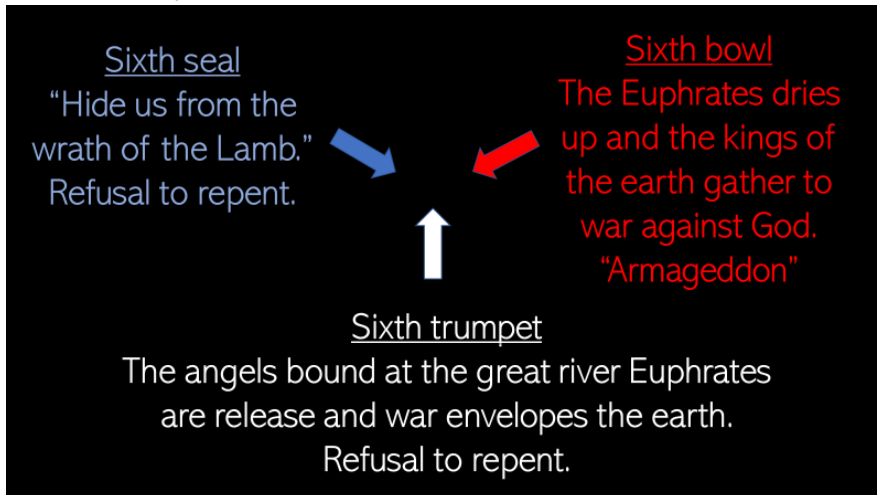 Sixth seal
“Hide us from the
wrath of the Lamb.”
Refusal to repent.
Sixth bowl
The Euphrates dries
up and the kings of
the earth gather to
war against God.
“Armageddon”
Sixth trumpet
The angels bound at the great river Euphrates
are release and war envelopes the earth.
Refusal to repent.